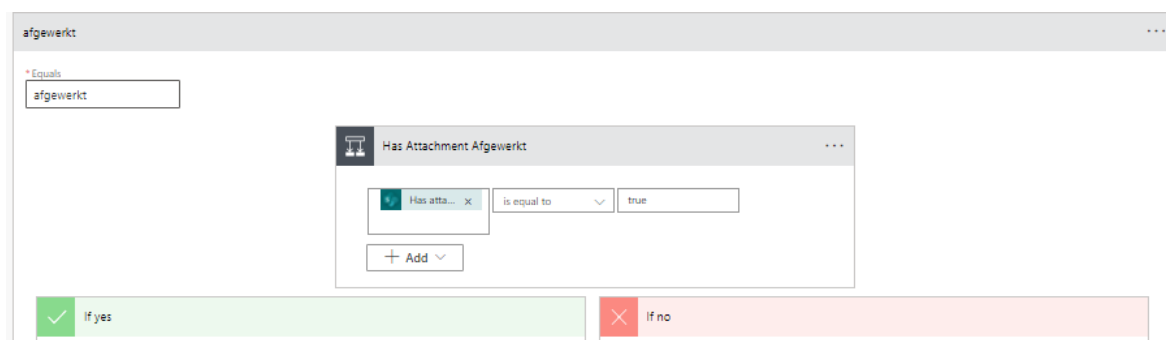 afgewerkt
...
* Equals
afgewerkt
Has Attachment Afgewerkt
...
Has atta... x
is equal to
true
+ Add
If yes
If no